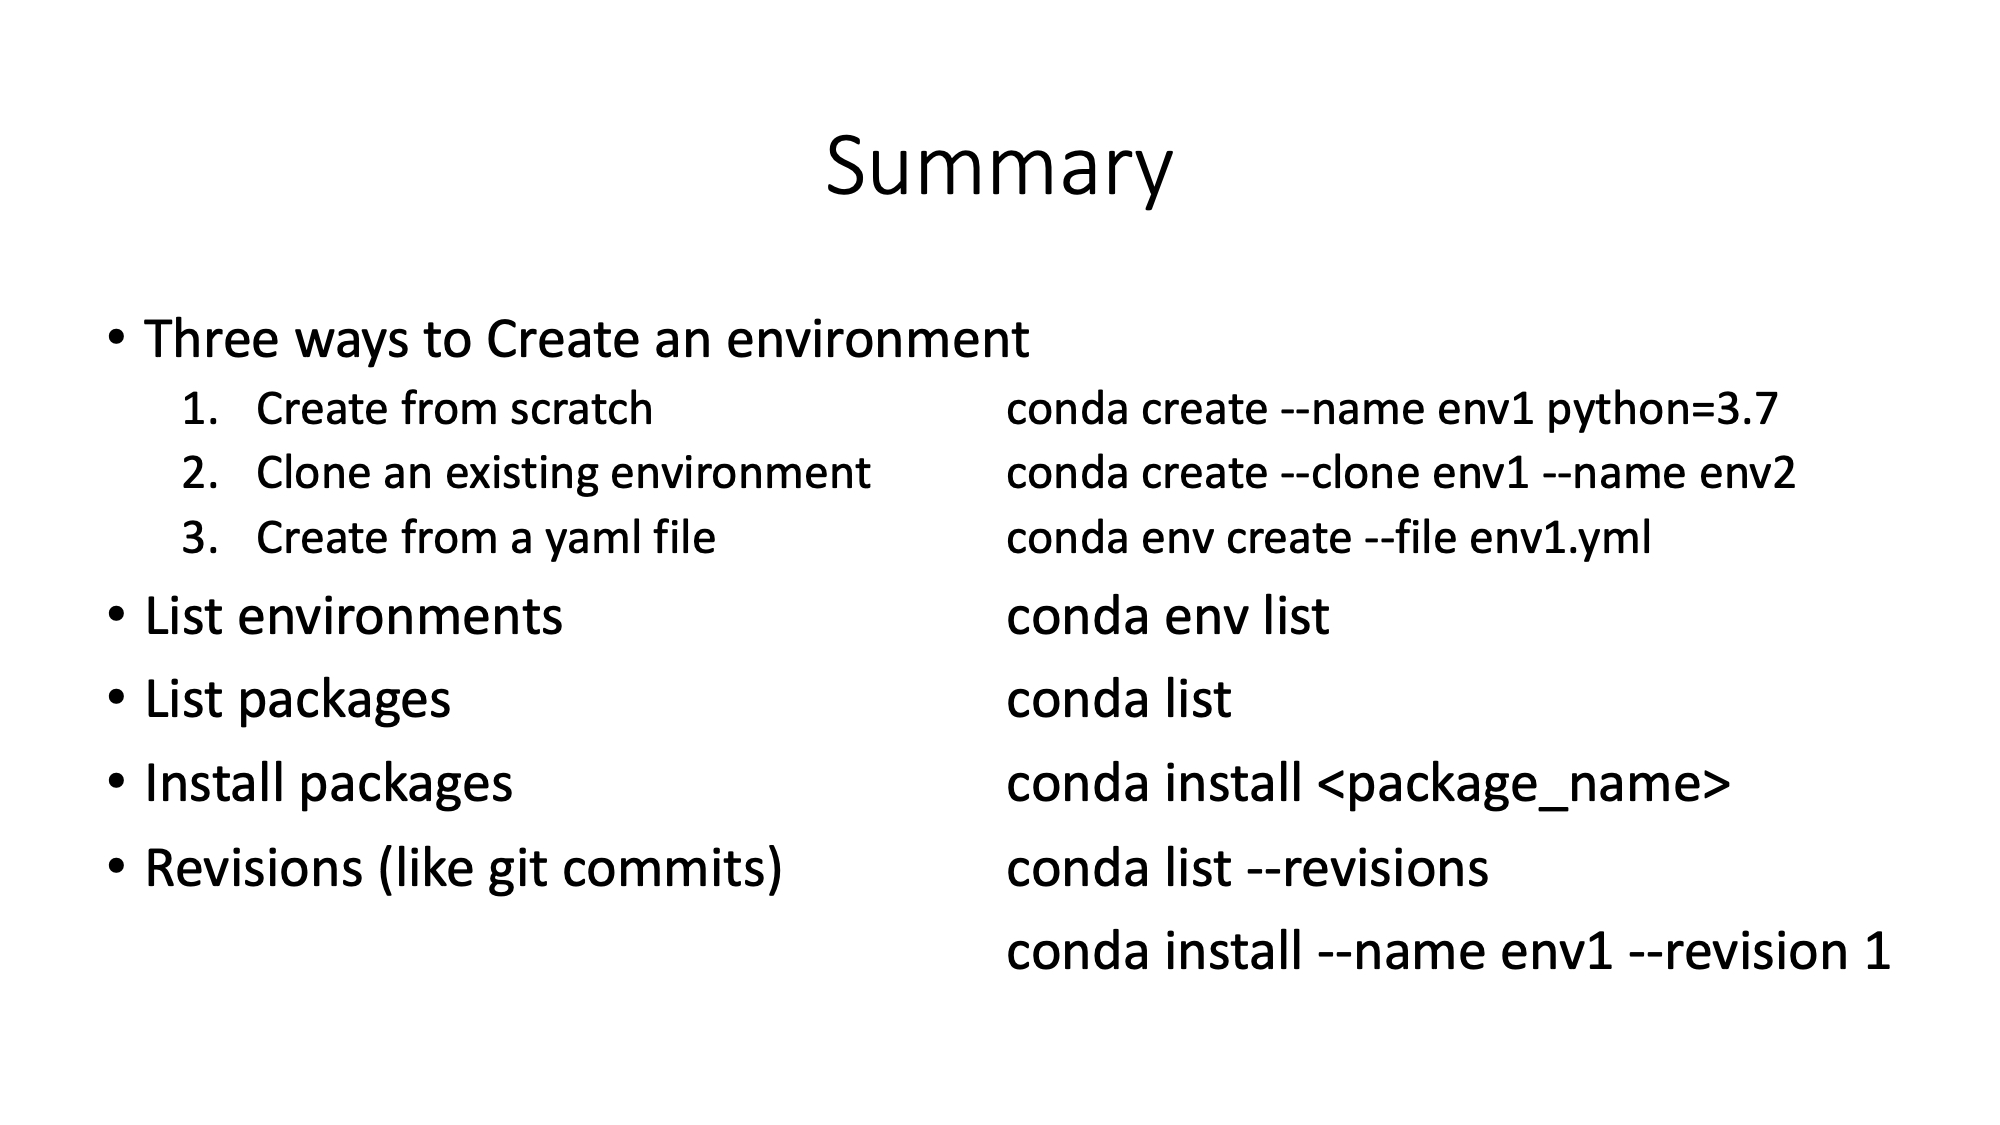 Summary
• Three ways to Create an environment
1. Create from scratch conda create --name env1 python=3.7
2. Clone an existing environment conda create --clone env1 --name env2
3. Create from a yaml file conda env create --file env1.yml
• List environments conda env list
• List packages conda list
• Install packages conda install <package_name>
• Revisions (like git commits) conda list --revisions
conda install --name env1 --revision 1